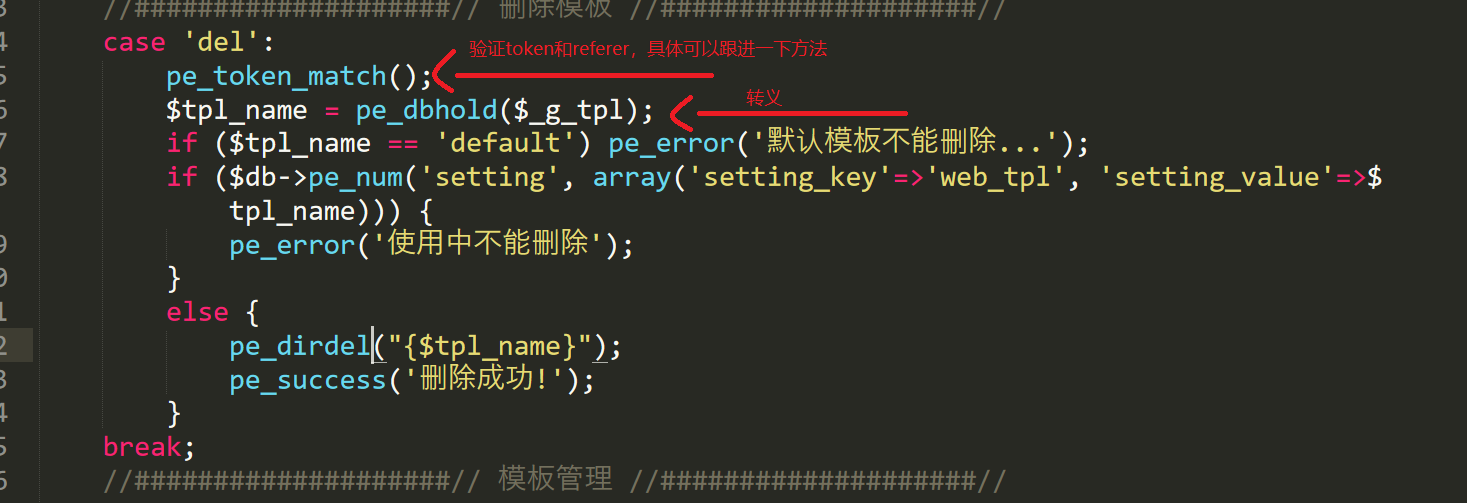 3 //####################// 删除模板 //####################//
4 case 'del':
验证token和referer，具体可以跟进一下方法
5 pe_token_match();
转义
6 $tpl_name = pe_dbhold($_g_tpl);
7 if ($tpl_name == 'default') pe_error('默认模板不能删除...');
8 if ($db->pe_num('setting', array('setting_key'=>'web_tpl', 'setting_value'=>$
tpl_name))) {
9 pe_error('使用中不能删除');
0 }
1 else {
2 pe_dirdel("{$tpl_name}");
3 pe_success('删除成功!');
4 }
5 break;
6 //####################// 模板管理 //####################//